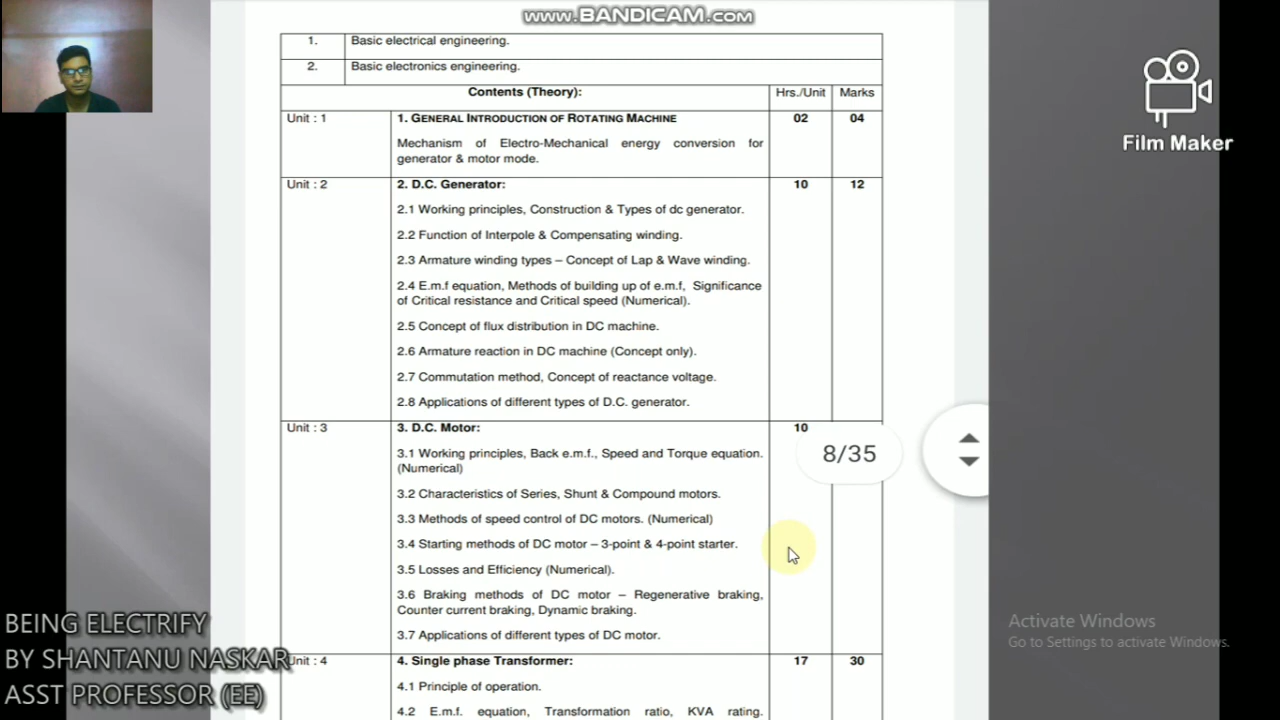 www.BANDICAM.com
1. Basic electrical engineering.
2. Basic electronics engineering.
Contents (Theory): Hrs./Unit Marks
Unit : 1 1. GENERAL INTRODUCTION OF ROTATING MACHINE 02 04
Mechanism of Electro-Mechanical energy conversion for
generator & motor mode.
Unit : 2 2. D.C. Generator: 10 12
2.1 Working principles, Construction & Types of dc generator.
2.2 Function of Interpole & Compensating winding.
2.3 Armature winding types – Concept of Lap & Wave winding.
2.4 E.m.f equation, Methods of building up of e.m.f, Significance
of Critical resistance and Critical speed (Numerical).
2.5 Concept of flux distribution in DC machine.
2.6 Armature reaction in DC machine (Concept only).
2.7 Commutation method, Concept of reactance voltage.
2.8 Applications of different types of D.C. generator.
Unit : 3 3. D.C. Motor: 10
3.1 Working principles, Back e.m.f., Speed and Torque equation.
(Numerical)
3.2 Characteristics of Series, Shunt & Compound motors.
3.3 Methods of speed control of DC motors. (Numerical)
3.4 Starting methods of DC motor – 3-point & 4-point starter.
3.5 Losses and Efficiency (Numerical).
3.6 Braking methods of DC motor – Regenerative braking,
Counter current braking, Dynamic braking.
3.7 Applications of different types of DC motor.
Unit : 4 4. Single phase Transformer: 17 30
4.1 Principle of operation.
4.2 E.m.f. equation, Transformation ratio, KVA rating.
8/35
Film Maker
Activate Windows
Go to Settings to activate Windows.
BEING ELECTRIFY
BY SHANTANU NASKAR
ASST PROFESSOR (EE)